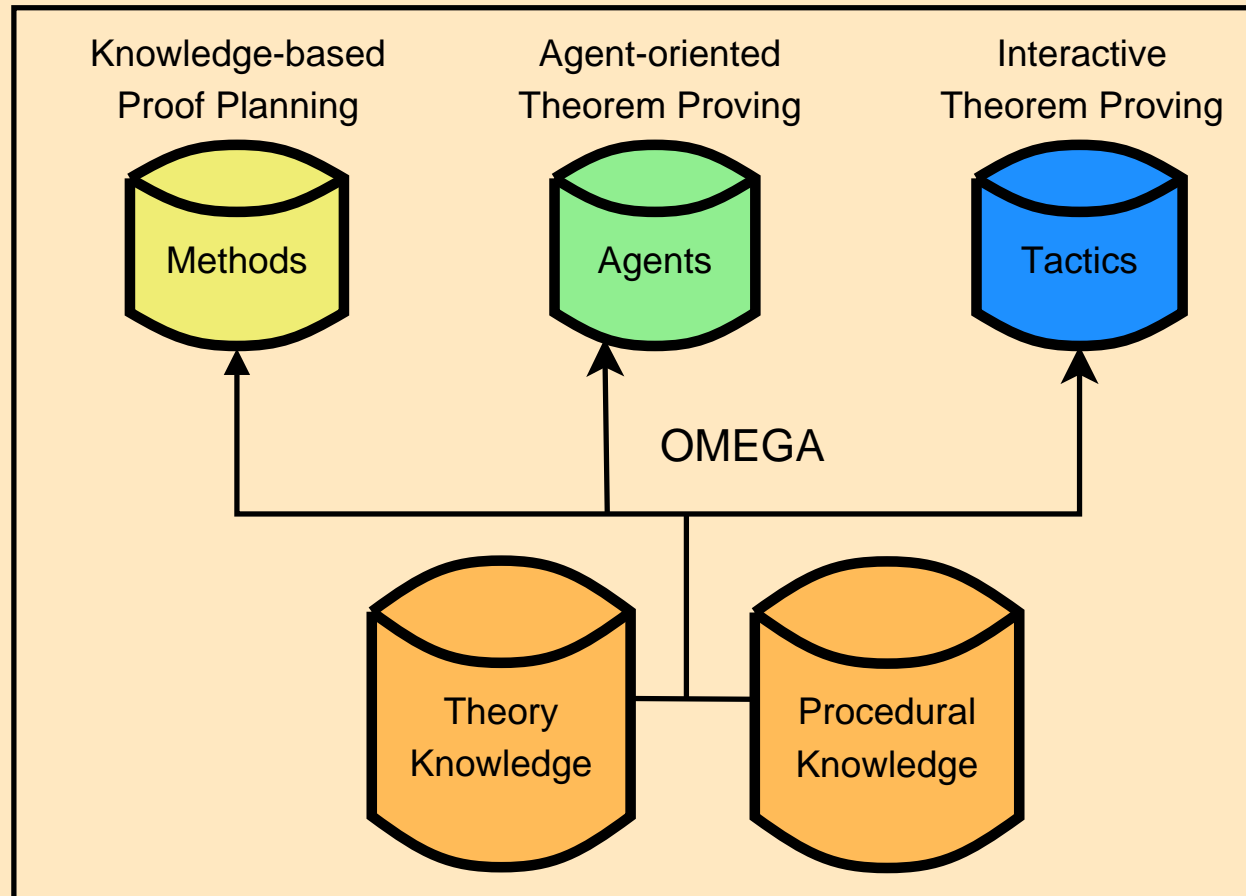 Knowledge-based
Proof Planning
Agent-oriented
Theorem Proving
Interactive
Theorem Proving
Methods
Agents
Tactics
OMEGA
Theory
Knowledge
Procedural
Knowledge